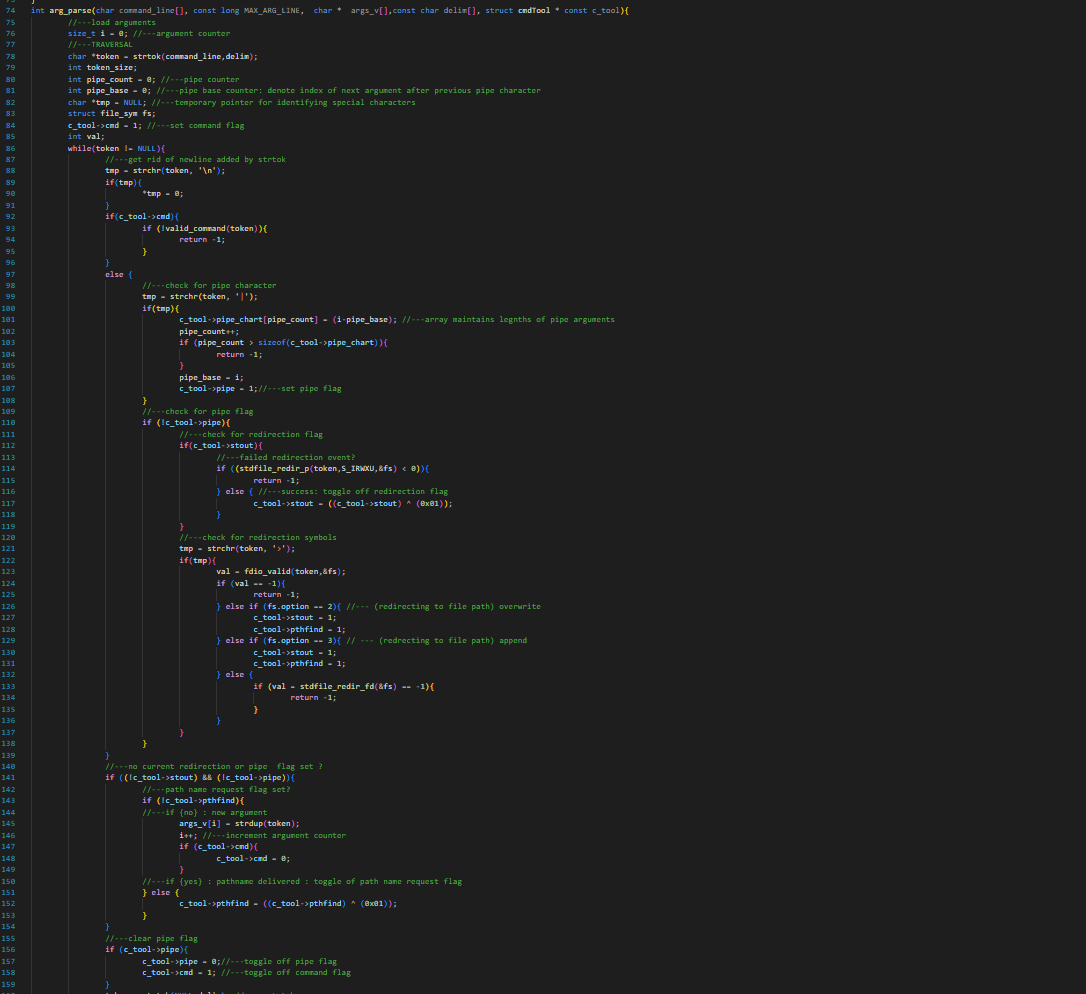 74 int arg_parse(char command_line[], const long MAX_ARG_LINE,  char *  args_v[],const char delim[], struct cmdTool * const c_tool){
75 //---load arguments
76 size_t i = 0; //---argument counter
77 //---TRAVERSAL
78 char *token = strtok(command_line,delim);
79 int token_size;
80 int pipe_count = 0; //---pipe counter
81 int pipe_base = 0; //---pipe base counter: denote index of next argument after previous pipe character
82 char *tmp = NULL; //---temporary pointer for identifying special characters
83 struct file_sym fs;
84 c_tool->cmd = 1; //---set command flag
85 int val;
86 while(token != NULL){
87 //---get rid of newline added by strtok
88 tmp = strchr(token, '\n');
89 if(tmp){
90 *tmp = 0;
91 }
92 if(c_tool->cmd){
93 if (!valid_command(token)){
94 return -1;
95 }
96 }
97 else {
98 //---check for pipe character
99 tmp = strchr(token, '|');
100 if(tmp){
101 c_tool->pipe_chart[pipe_count] = (i-pipe_base); //---array maintains legnths of pipe arguments
102 pipe_count++;
103 if (pipe_count > sizeof(c_tool->pipe_chart)){
104 return -1;
105 }
106 pipe_base = i;
107 c_tool->pipe = 1;//---set pipe flag
108 }
109 //---check for pipe flag
110 if (!c_tool->pipe){
111 //---check for redirection flag
112 if(c_tool->stout){
113 //---failed redirection event?
114 if ((stdfile_redir_p(token,S_IRWXU,&fs) < 0)){
115 return -1;
116 } else { //---success: toggle off redirection flag
117 c_tool->stout = ((c_tool->stout) ^ (0x01));
118 }
119 }
120 //---check for redirection symbols
121 tmp = strchr(token, '>');
122 if(tmp){
123 val = fdio_valid(token,&fs);
124 if (val == -1){
125 return -1;
126 } else if (fs.option == 2){ //--- (redirecting to file path) overwrite
127 c_tool->stout = 1;
128 c_tool->pthfind = 1;
129 } else if (fs.option == 3){ // --- (redrecting to file path) append
130 c_tool->stout = 1;
131 c_tool->pthfind = 1;
132 } else {
133 if (val = stdfile_redir_fd(&fs) == -1){
134 return -1;
135 }
136 }
137 }
138 }
139 }
140 //---no current redirection or pipe  flag set ?
141 if ((!c_tool->stout) && (!c_tool->pipe)){
142 //---path name request flag set?
143 if (!c_tool->pthfind){
144 //---if {no} : new argument
145 args_v[i] = strdup(token);
146 i++; //---increment argument counter
147 if (c_tool->cmd){
148 c_tool->cmd = 0;
149 }
150 //---if {yes} : pathname delivered : toggle of path name request flag
151 } else {
152 c_tool->pthfind = ((c_tool->pthfind) ^ (0x01));
153 }
154 }
155 //---clear pipe flag
156 if (c_tool->pipe){
157 c_tool->pipe = 0;//---toggle off pipe flag
158 c_tool->cmd = 1; //---toggle off command flag
159 }